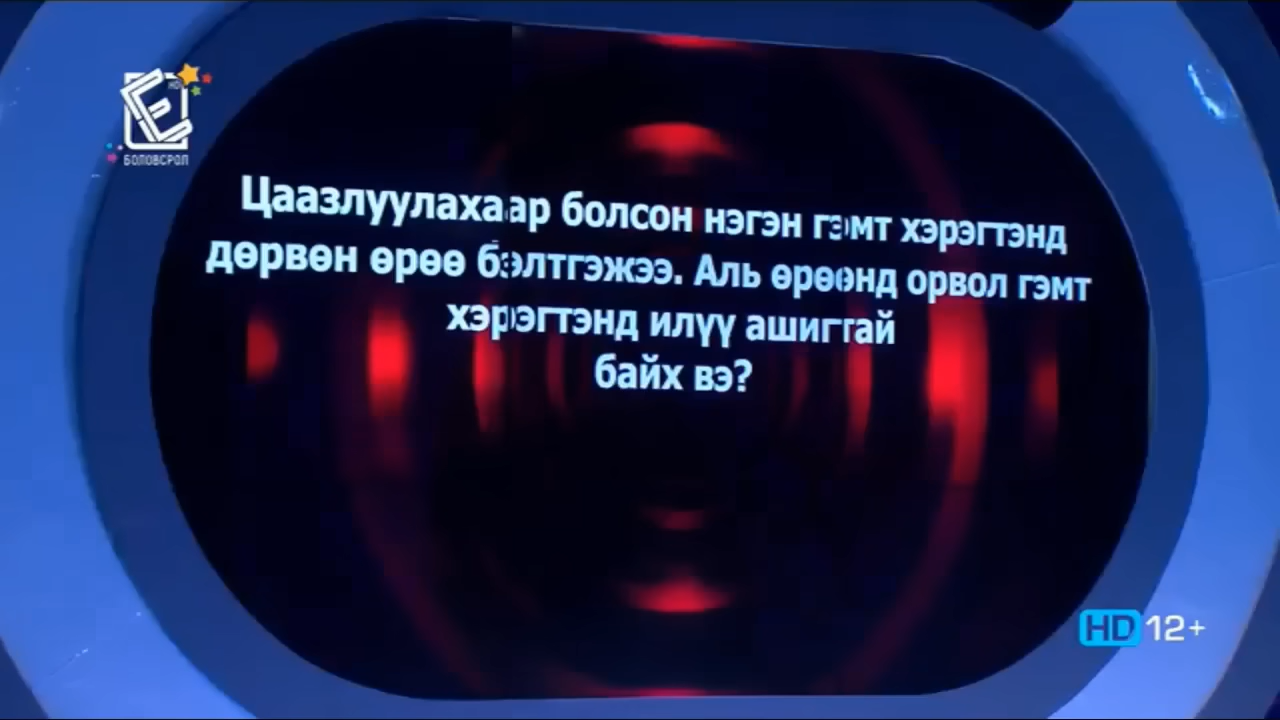 HD
БОЛОВСРОЛ
Цаазлуулахаар болсон нэгэн гэмт хэрэгтэнд
дөрвөн өрөө бэлтгэжээ. Аль өрөөнд орвол гэмт
хэрэгтэнд илүү ашигтай
байх вэ?
HD 12+